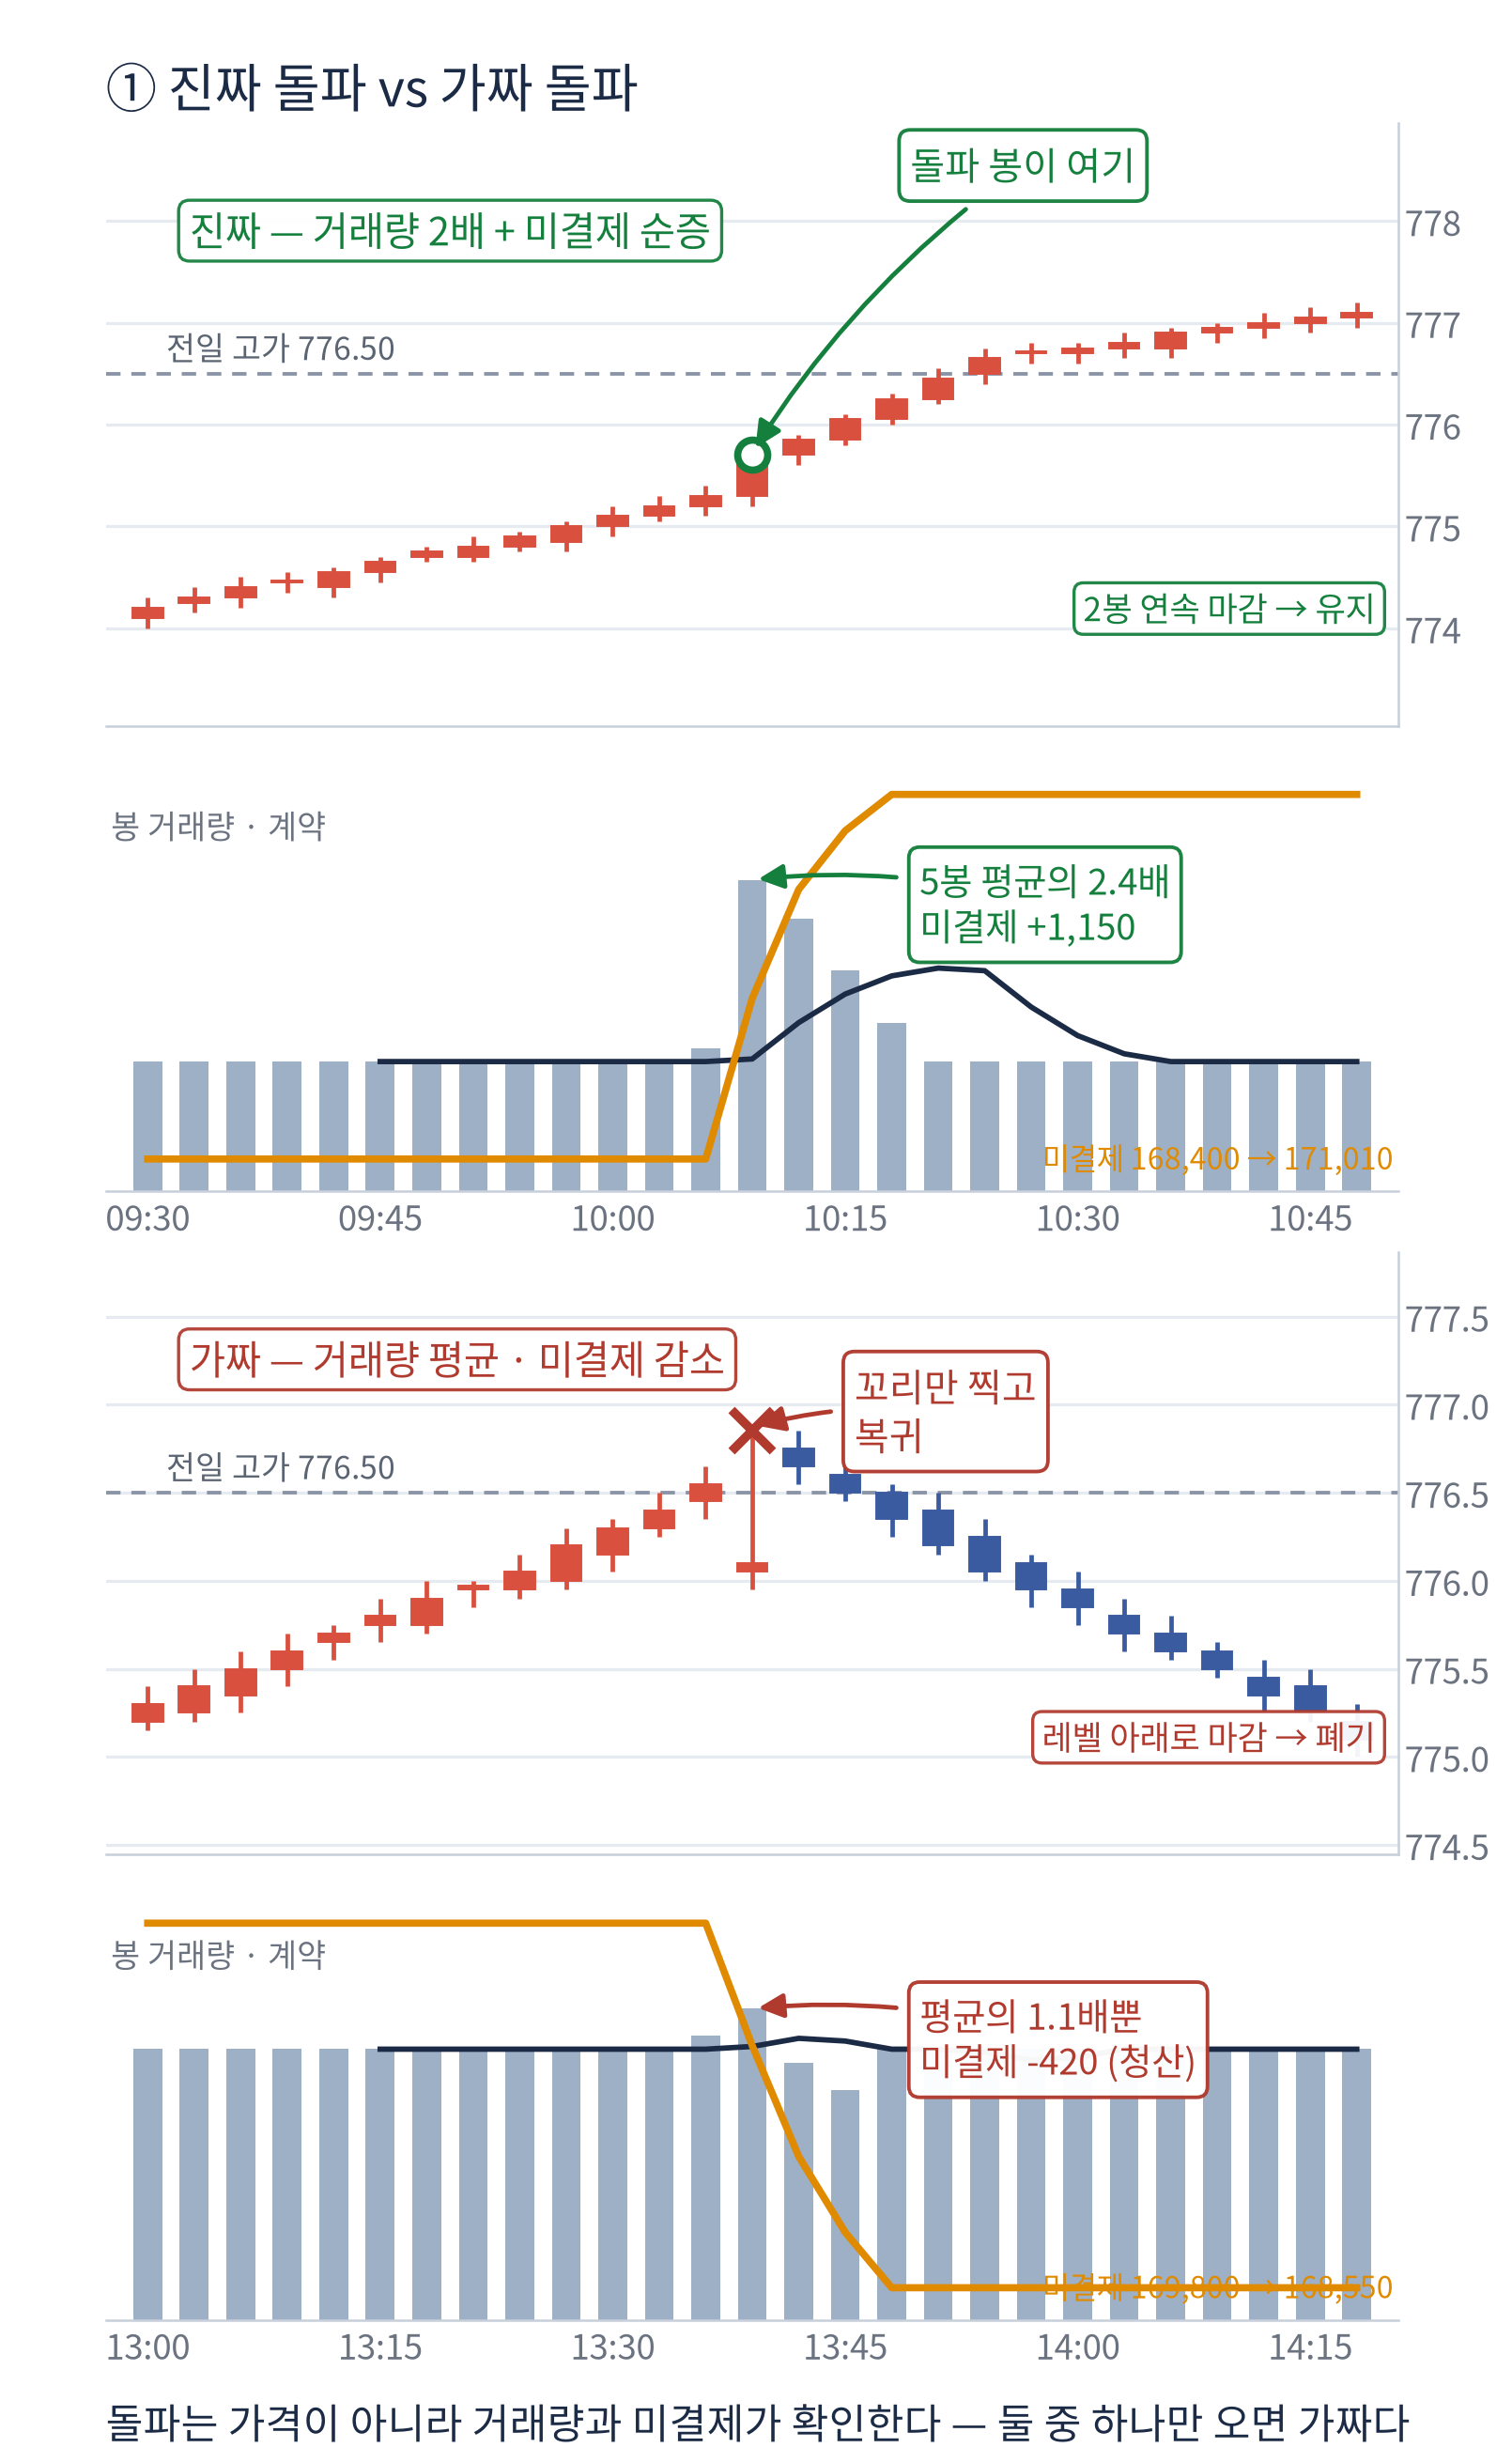 ① 진짜 돌파 vs 가짜 돌파
돌파 봉이 여기
진짜 — 거래량 2배 + 미결제 순증
778
전일 고가 776.50
777
776
775
2봉 연속 마감 → 유지
774
봉 거래량 · 계약
5봉 평균의 2.4배
미결제 +1,150
미결제 168,400 → 171,010
09:30 09:45 10:00 10:15 10:30 10:45
777.5
가짜 — 거래량 평균 · 미결제 감소
꼬리만 찍고
복귀
777.0
전일 고가 776.50
776.5
776.0
775.5
레벨 아래로 마감 → 폐기
775.0
774.5
봉 거래량 · 계약
평균의 1.1배뿐
미결제 -420 (청산)
미결제 169,800 → 168,550
13:00 13:15 13:30 13:45 14:00 14:15
돌파는 가격이 아니라 거래량과 미결제가 확인한다 — 둘 중 하나만 오면 가짜다